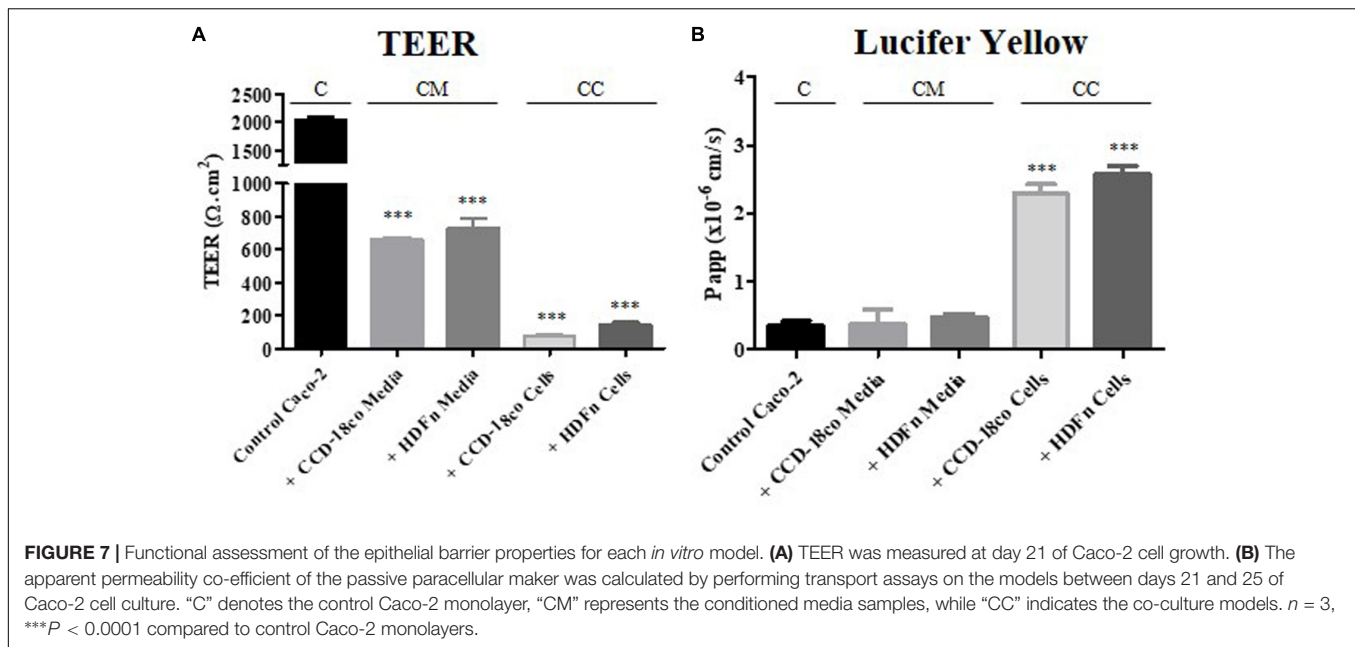 A
TEER
C
CM
CC
TEER (Ω.cm²)
2500
2000
1500
1000
800
600
400
200
0
***
***
***
***
Control Caco-2
+ CCD-18co Media
+ HDFn Media
+ CCD-18co Cells
+ HDFn Cells
B
Lucifer Yellow
C
CM
CC
Papp (x10⁻⁶ cm/s)
4
3
2
1
0
***
***
Control Caco-2
+ CCD-18co Media
+ HDFn Media
+ CCD-18co Cells
+ HDFn Cells
FIGURE 7 | Functional assessment of the epithelial barrier properties for each in vitro model. (A) TEER was measured at day 21 of Caco-2 cell growth. (B) The
apparent permeability co-efficient of the passive paracellular maker was calculated by performing transport assays on the models between days 21 and 25 of
Caco-2 cell culture. “C” denotes the control Caco-2 monolayer, “CM” represents the conditioned media samples, while “CC” indicates the co-culture models. n = 3,
***P < 0.0001 compared to control Caco-2 monolayers.